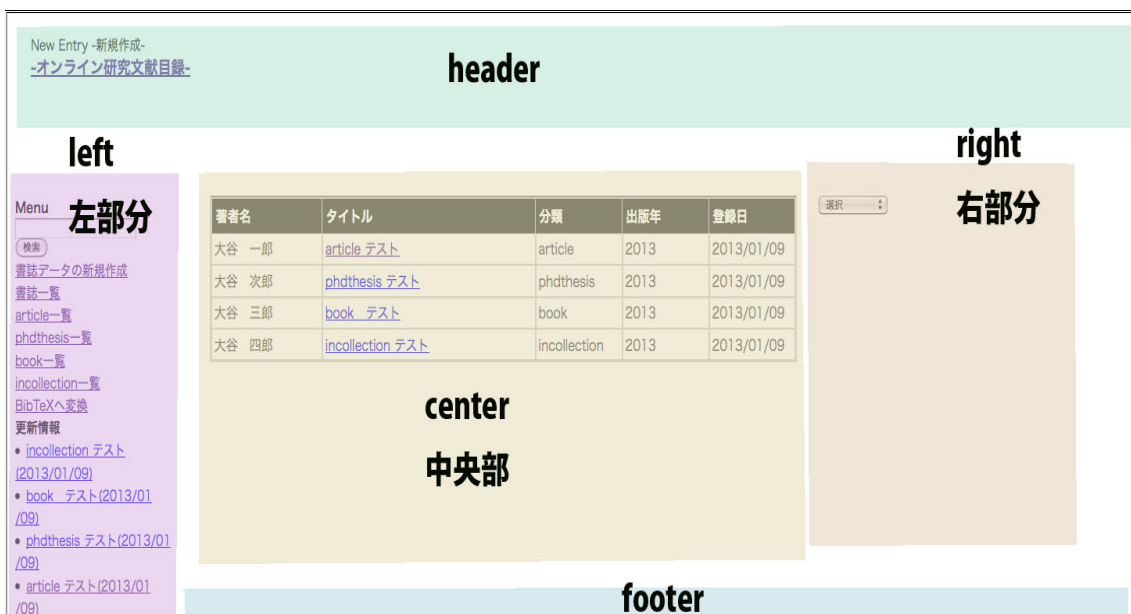 New Entry -新規作成-
-オンライン研究文献目録-
header
left
左部分
Menu
検索
書誌データの新規作成
書誌一覧
article一覧
phdthesis一覧
book一覧
incollection一覧
BibTeXへ変換
更新情報
• incollection テスト
(2013/01/09)
• book　テスト(2013/01
/09)
• phdthesis テスト(2013/01
/09)
• article テスト(2013/01
/09)
著者名 タイトル 分類 出版年 登録日
大谷　一郎 article テスト article 2013 2013/01/09
大谷　次郎 phdthesis テスト phdthesis 2013 2013/01/09
大谷　三郎 book　テスト book 2013 2013/01/09
大谷　四郎 incollection テスト incollection 2013 2013/01/09
center
中央部
right
右部分
選択
footer